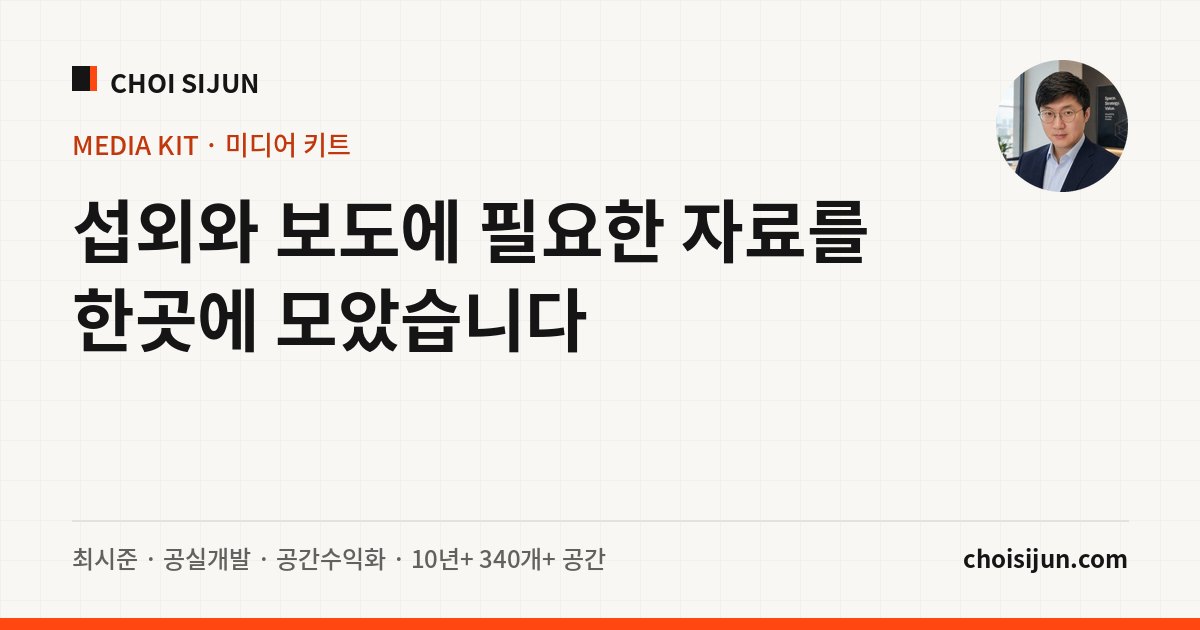 CHOI SIJUN
MEDIA KIT · 미디어 키트
섭외와 보도에 필요한 자료를
한곳에 모았습니다
최시준 · 공실개발 · 공간수익화 · 10년+ 340개+ 공간
choisijun.com